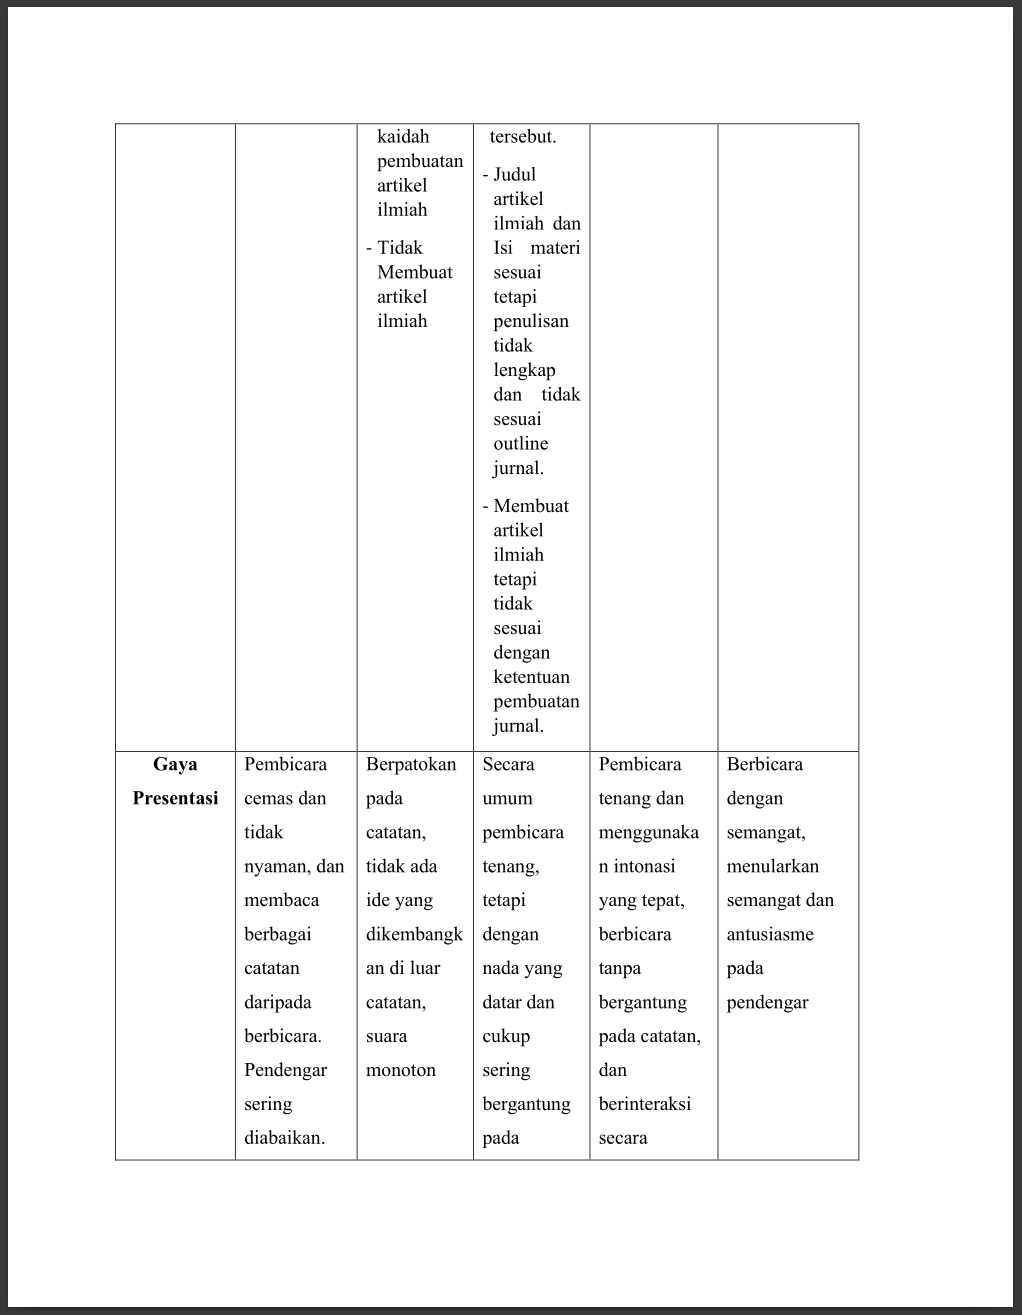 kaidah
pembuatan
artikel
ilmiah
- Tidak
Membuat
artikel
ilmiah
tersebut.
- Judul
artikel
ilmiah dan
Isi materi
sesuai
tetapi
penulisan
tidak
lengkap
dan tidak
sesuai
outline
jurnal.
- Membuat
artikel
ilmiah
tetapi
tidak
sesuai
dengan
ketentuan
pembuatan
jurnal.
Gaya
Presentasi
Pembicara
cemas dan
tidak
nyaman, dan
membaca
berbagai
catatan
daripada
berbicara.
Pendengar
sering
diabaikan.
Berpatokan
pada
catatan,
tidak ada
ide yang
dikembangk
an di luar
catatan,
suara
monoton
Secara
umum
pembicara
tenang,
tetapi
dengan
nada yang
datar dan
cukup
sering
bergantung
pada
Pembicara
tenang dan
menggunaka
n intonasi
yang tepat,
berbicara
tanpa
bergantung
pada catatan,
dan
berinteraksi
secara
Berbicara
dengan
semangat,
menularkan
semangat dan
antusiasme
pada
pendengar